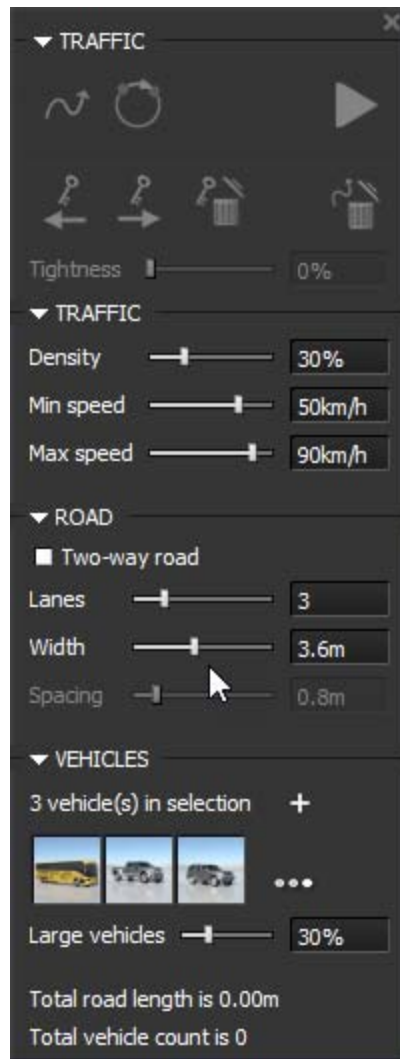 TRAFFIC
Tightness 0%
TRAFFIC
Density 30%
Min speed 50km/h
Max speed 90km/h
ROAD
Two-way road
Lanes 3
Width 3.6m
Spacing 0.8m
VEHICLES
3 vehicle(s) in selection +
Large vehicles 30%
Total road length is 0.00m
Total vehicle count is 0